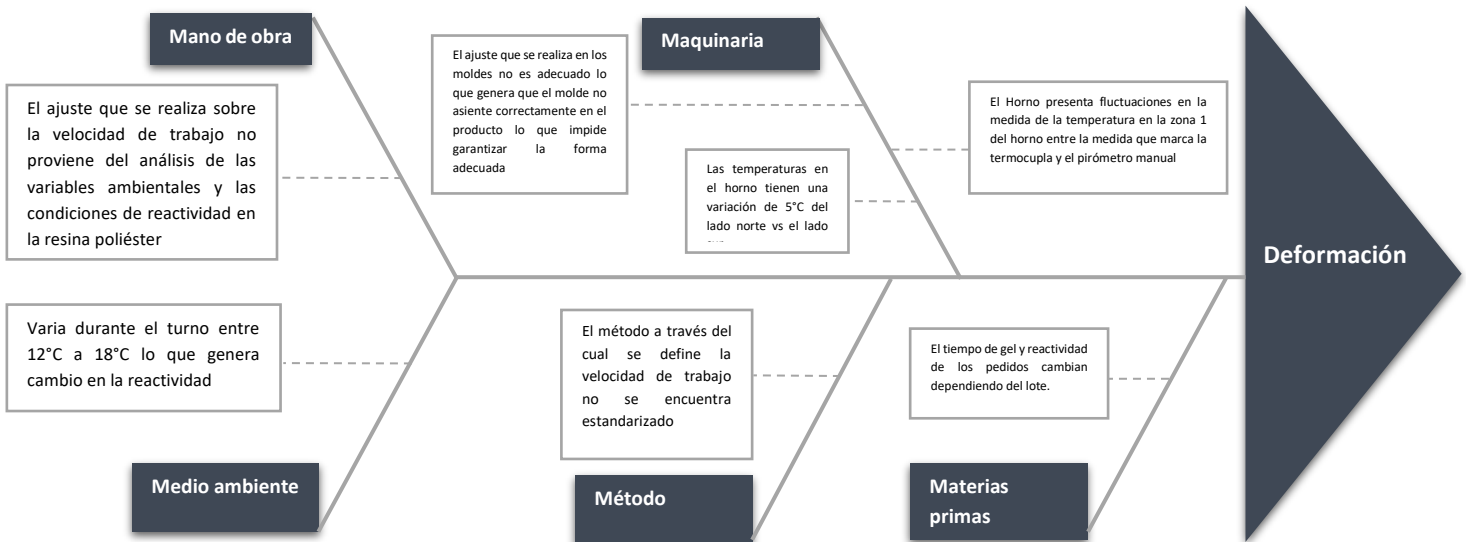 Mano de obra
El ajuste que se realiza sobre
la velocidad de trabajo no
proviene del análisis de las
variables ambientales y las
condiciones de reactividad en
la resina poliéster
El ajuste que se realiza en los
moldes no es adecuado lo
que genera que el molde no
asiente correctamente en el
producto lo que impide
garantizar la forma
adecuada
Maquinaria
Las temperaturas en
el horno tienen una
variación de 5°C del
lado norte vs el lado
El Horno presenta fluctuaciones en la
medida de la temperatura en la zona 1
del horno entre la medida que marca la
termocupla y el pirómetro manual
Deformación
Varia durante el turno entre
12°C a 18°C lo que genera
cambio en la reactividad
Medio ambiente
El método a través del
cual se define la
velocidad de trabajo
no se encuentra
estandarizado
Método
El tiempo de gel y reactividad
de los pedidos cambian
dependiendo del lote.
Materias
primas